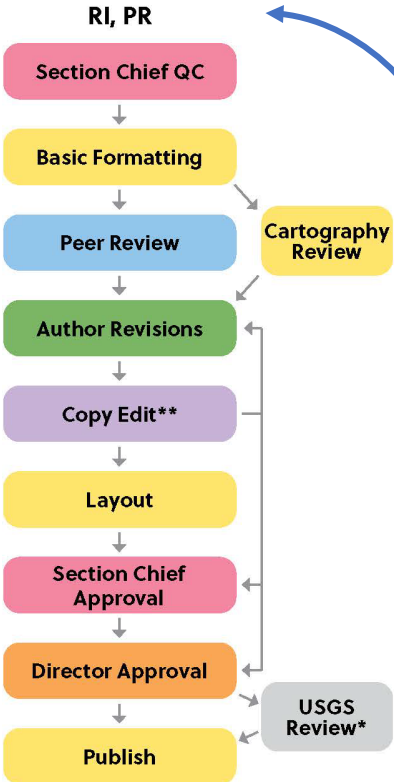 RI, PR
Section Chief QC
Basic Formatting
Peer Review
Cartography
Review
Author Revisions
Copy Edit**
Layout
Section Chief
Approval
Director Approval
USGS
Review*
Publish